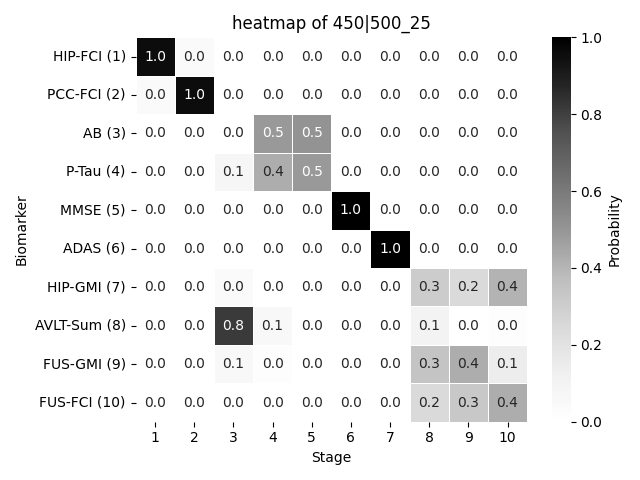 heatmap of 450|500_25
HIP-FCI (1) 1.0 0.0 0.0 0.0 0.0 0.0 0.0 0.0 0.0 0.0
PCC-FCI (2) 0.0 1.0 0.0 0.0 0.0 0.0 0.0 0.0 0.0 0.0
AB (3) 0.0 0.0 0.0 0.5 0.5 0.0 0.0 0.0 0.0 0.0
P-Tau (4) 0.0 0.0 0.1 0.4 0.5 0.0 0.0 0.0 0.0 0.0
MMSE (5) 0.0 0.0 0.0 0.0 0.0 1.0 0.0 0.0 0.0 0.0
ADAS (6) 0.0 0.0 0.0 0.0 0.0 0.0 1.0 0.0 0.0 0.0
HIP-GMI (7) 0.0 0.0 0.0 0.0 0.0 0.0 0.0 0.3 0.2 0.4
AVLT-Sum (8) 0.0 0.0 0.8 0.1 0.0 0.0 0.0 0.1 0.0 0.0
FUS-GMI (9) 0.0 0.0 0.1 0.0 0.0 0.0 0.0 0.3 0.4 0.1
FUS-FCI (10) 0.0 0.0 0.0 0.0 0.0 0.0 0.0 0.2 0.3 0.4
1 2 3 4 5 6 7 8 9 10
Stage
Biomarker
1.0
0.8
0.6
0.4
0.2
0.0
Probability